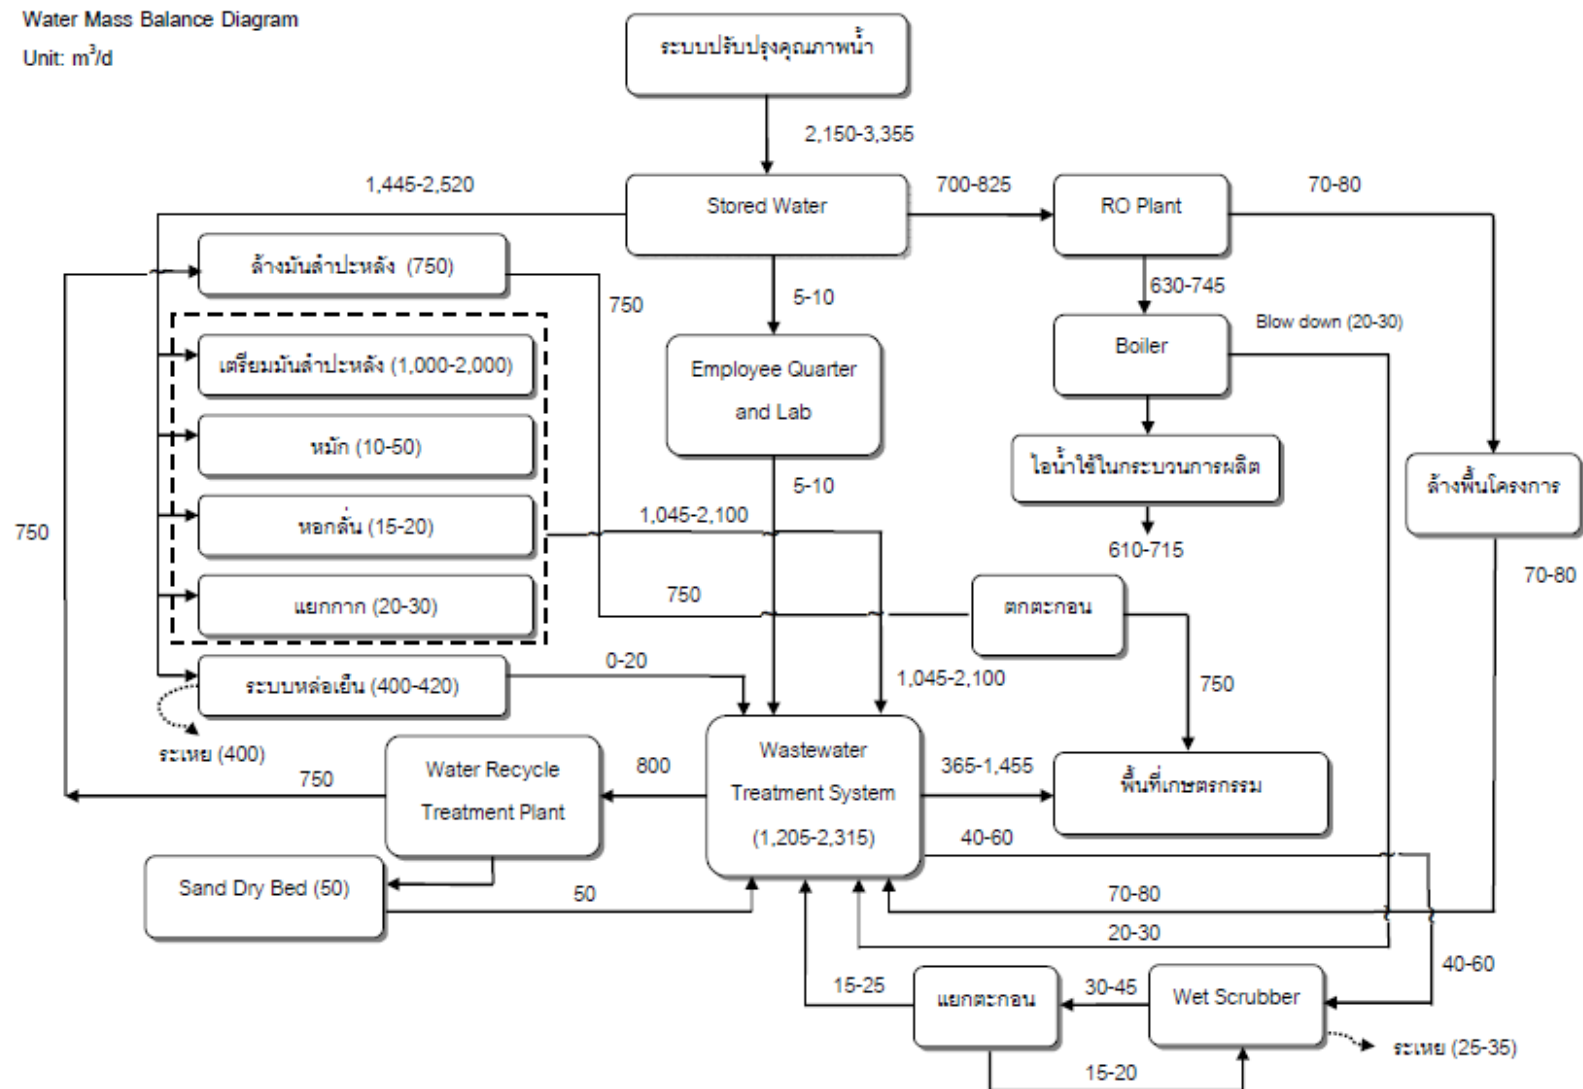 Water Mass Balance Diagram
Unit: m³/d
ระบบปรับปรุงคุณภาพน้ำ
2,150-3,355
1,445-2,520
Stored Water
700-825
RO Plant
70-80
ล้างมันสำปะหลัง (750)
750
5-10
630-745
Blow down (20-30)
Boiler
เตรียมมันสำปะหลัง (1,000-2,000)
Employee Quarter
and Lab
หมัก (10-50)
ไอน้ำใช้ในกระบวนการผลิต
ล้างพื้นโครงการ
5-10
750
หอกลั่น (15-20)
1,045-2,100
610-715
70-80
แยกกาก (20-30)
750
ตกตะกอน
0-20
ระบบหล่อเย็น (400-420)
1,045-2,100
750
ระเหย (400)
750
Water Recycle
Treatment Plant
800
Wastewater
Treatment System
(1,205-2,315)
365-1,455
พื้นที่เกษตรกรรม
40-60
Sand Dry Bed (50)
50
70-80
20-30
40-60
15-25
แยกตะกอน
30-45
Wet Scrubber
ระเหย (25-35)
15-20